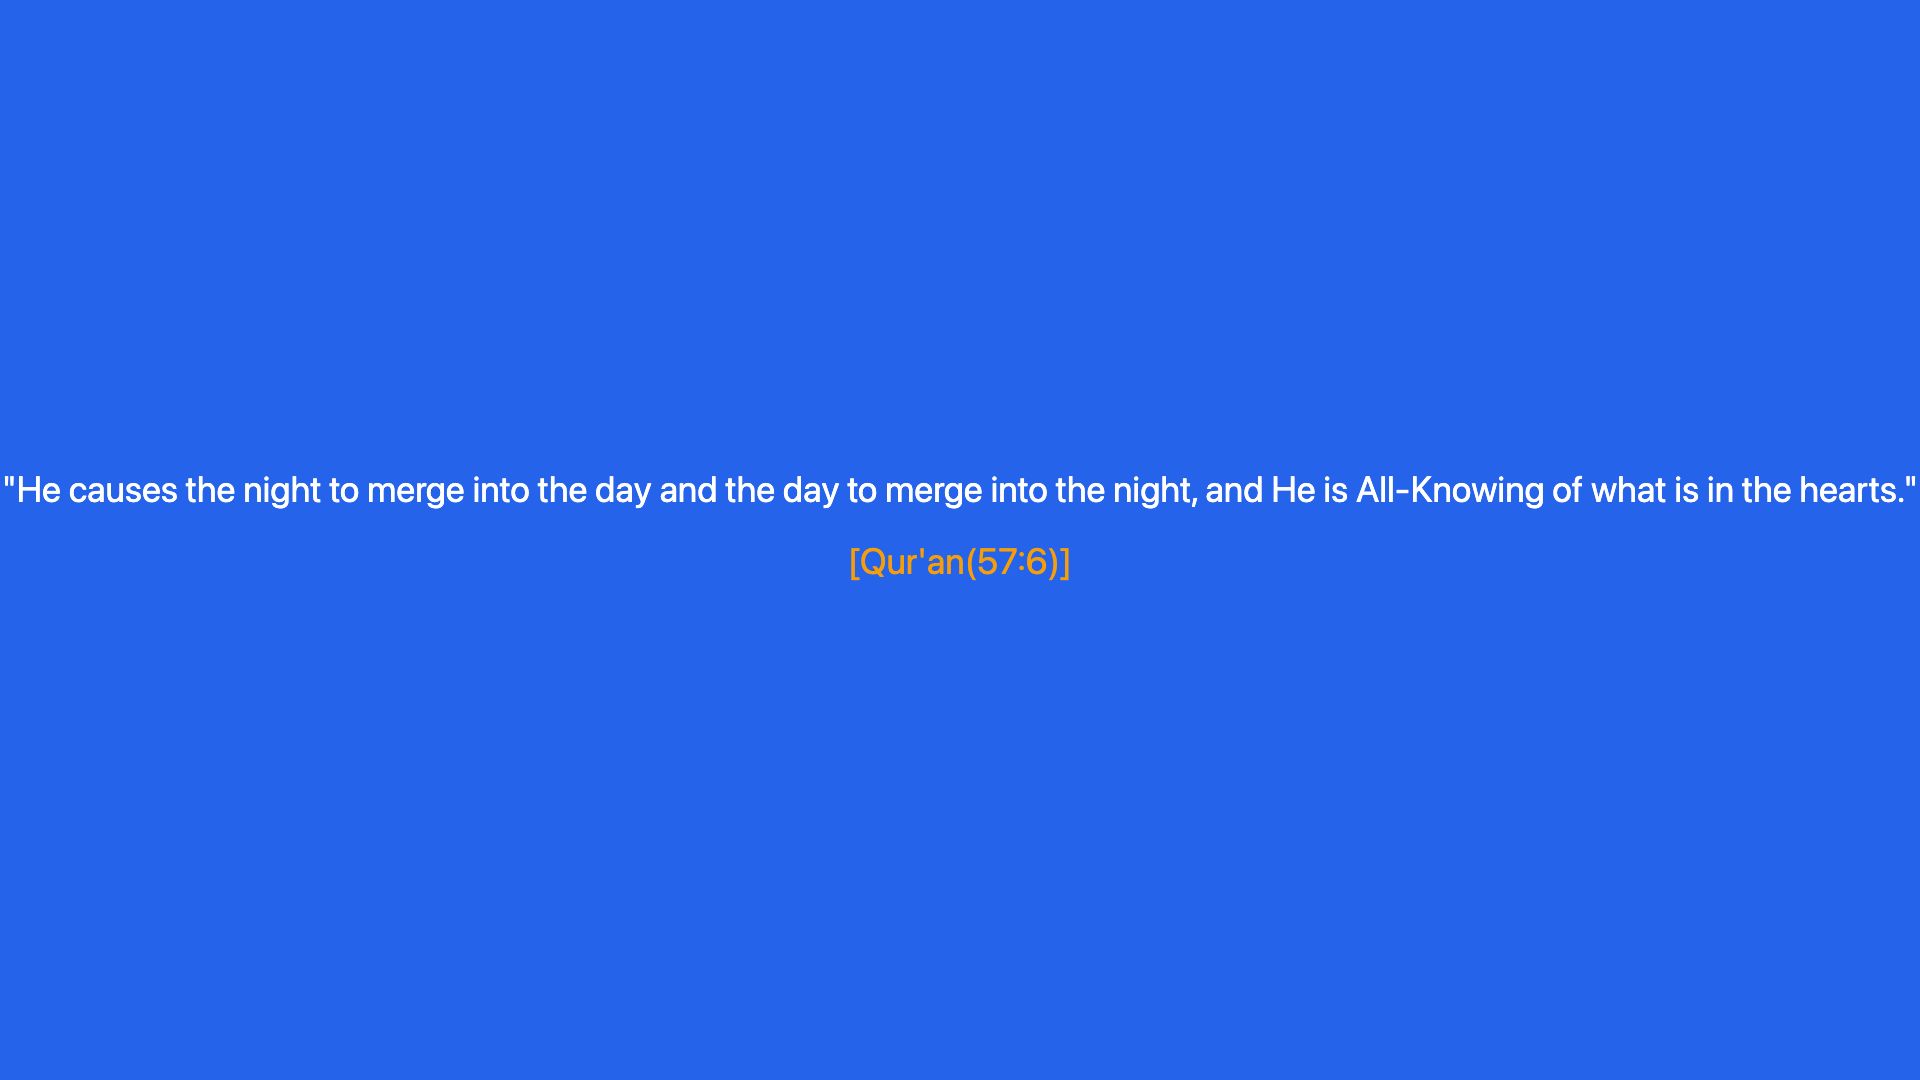 "He causes the night to merge into the day and the day to merge into the night, and He is All-Knowing of what is in the hearts."
[Qur'an(57:6)]